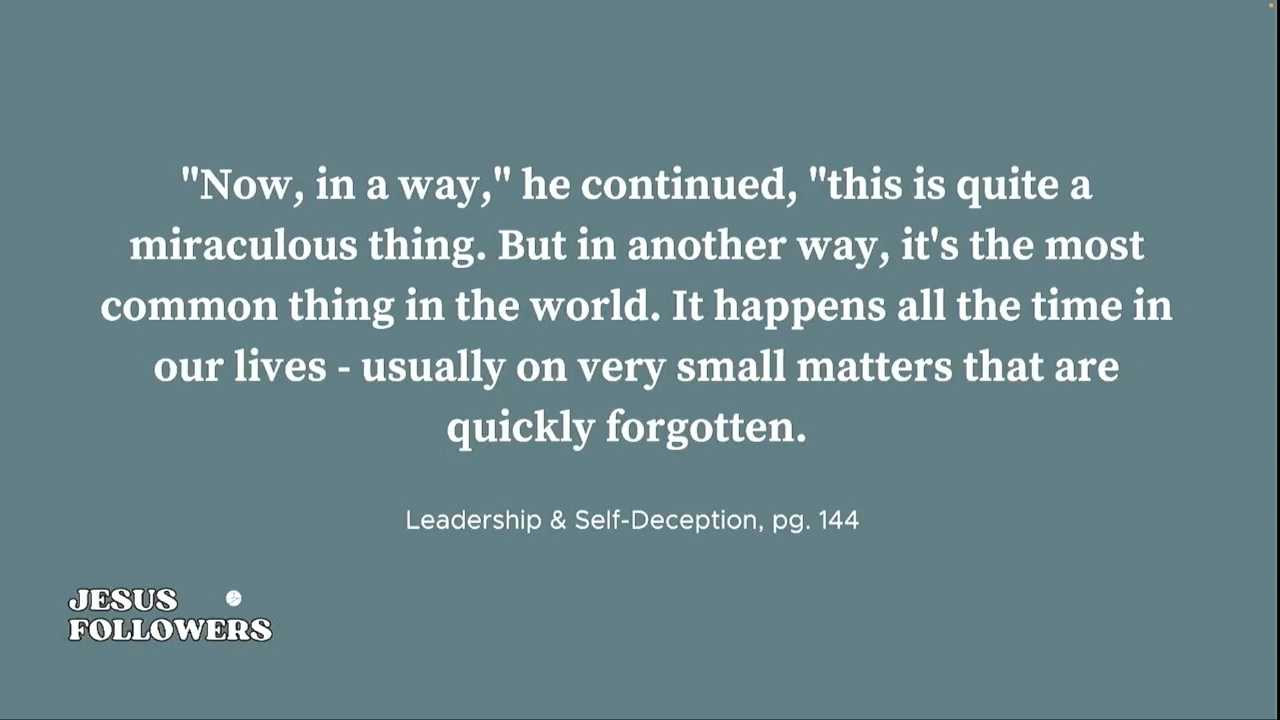 "Now, in a way," he continued, "this is quite a
miraculous thing. But in another way, it's the most
common thing in the world. It happens all the time in
our lives - usually on very small matters that are
quickly forgotten.
Leadership & Self-Deception, pg. 144
JESUS
FOLLOWERS